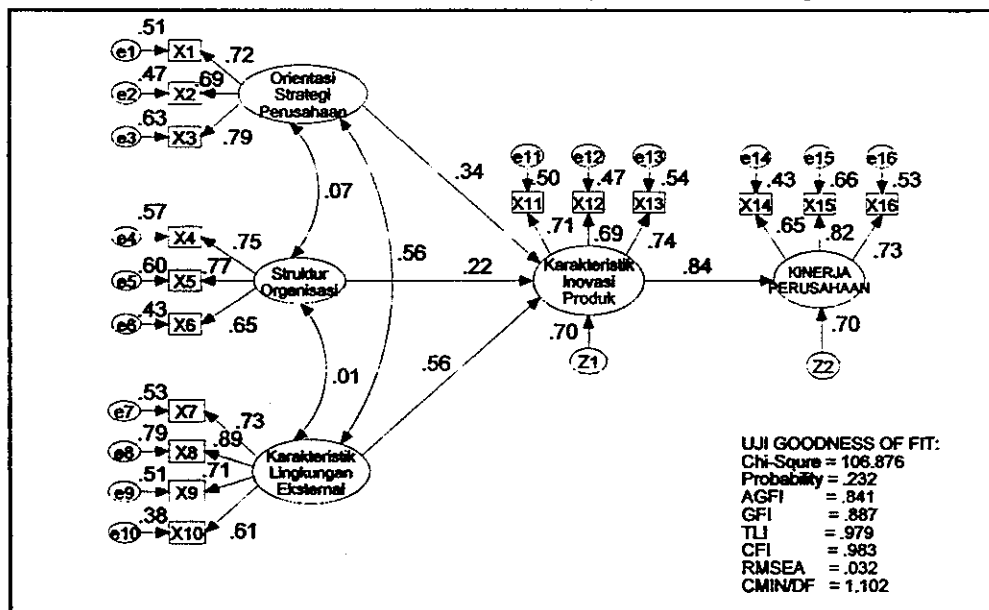 .51
e1 X1
.72
.47
e2 X2
.69
.63
e3 X3
.79
Orientasi
Strategi
Perusahaan
.07
.34
.56
.57
e4 X4
.75
.60
e5 X5
.77
.43
e6 X6
.65
Struktur
Organisasi
.22
.01
.53
e7 X7
.73
.79
e8 X8
.89
.51
e9 X9
.71
.38
e10 X10
.61
Karakteristik
Lingkungan
Eksternal
.56
e11 e12 e13
.50 .47 .54
X11 X12 X13
.71 .69 .74
Karakteristik
Inovasi
Produk
.70
Z1
.84
e14 e15 e16
.43 .66 .53
X14 X15 X16
.65 .82 .73
KINERJA
PERUSAHAAN
.70
Z2
UJI GOODNESS OF FIT:
Chi-Squre = 106.876
Probability = .232
AGFI = .841
GFI = .887
TLI = .979
CFI = .983
RMSEA = .032
CMIN/DF = 1,102